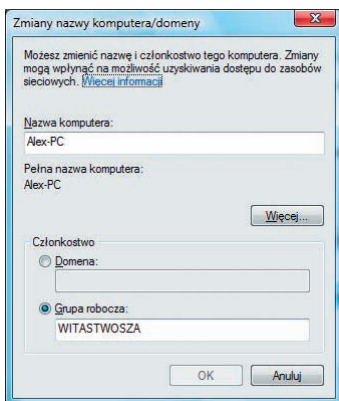 Zmiany nazwy komputera/domeny
Możesz zmienić nazwę i członkostwo tego komputera. Zmiany
mogą wpłynąć na możliwość uzyskiwania dostępu do zasobów
sieciowych. Więcej informacji
Nazwa komputera:
Alex-PC
Pełna nazwa komputera:
Alex-PC
Więcej...
Członkostwo
Domena:
Grupa robocza:
WITASTWOSZA
OK Anuluj